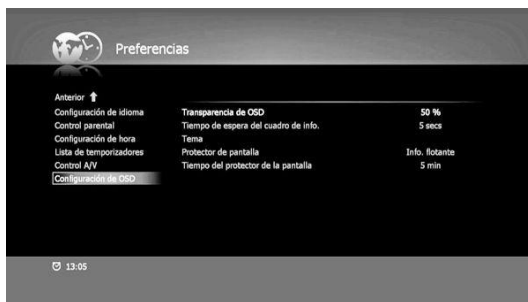 Preferencias
Anterior
Configuración de idioma
Control parental
Configuración de hora
Lista de temporizadores
Control A/V
Configuración de OSD
Transparencia de OSD 50 %
Tiempo de espera del cuadro de info. 5 secs
Tema
Protector de pantalla Info. flotante
Tiempo del protector de la pantalla 5 min
13:05